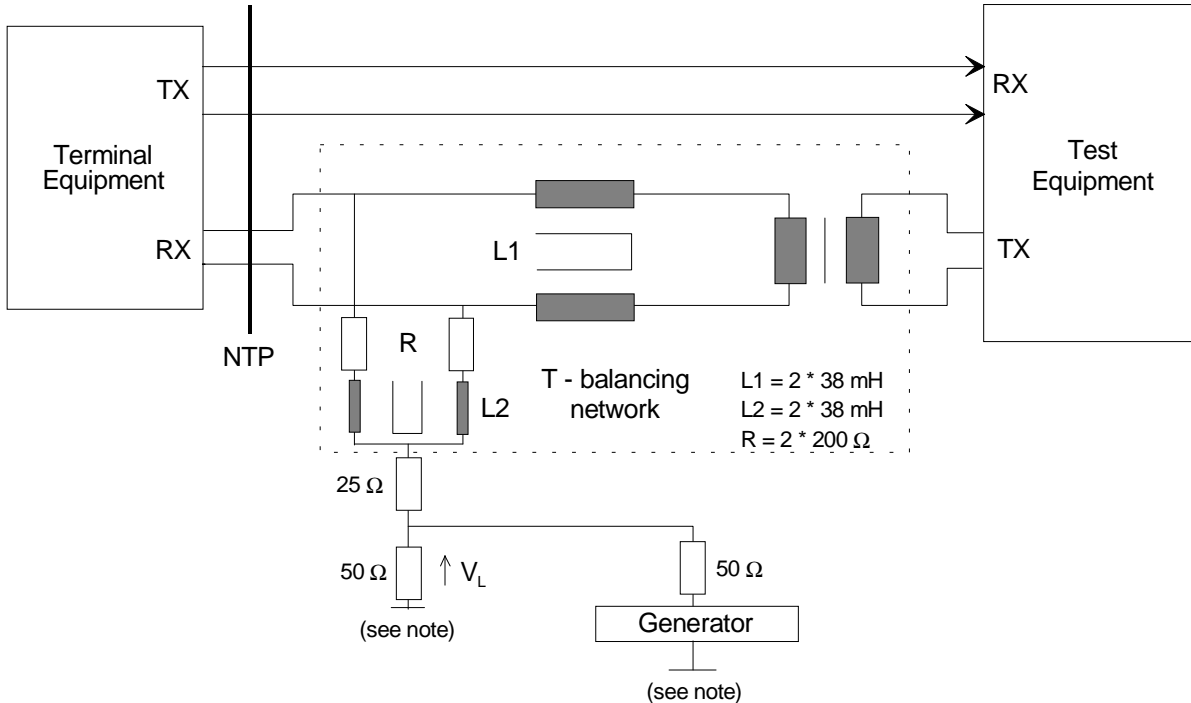 TX
RX
Terminal
Equipment
Test
Equipment
RX
L1
TX
NTP
R
L2
T - balancing
network
L1 = 2 * 38 mH
L2 = 2 * 38 mH
R = 2 * 200 Ω
25 Ω
50 Ω
V_L
50 Ω
(see note)
Generator
(see note)